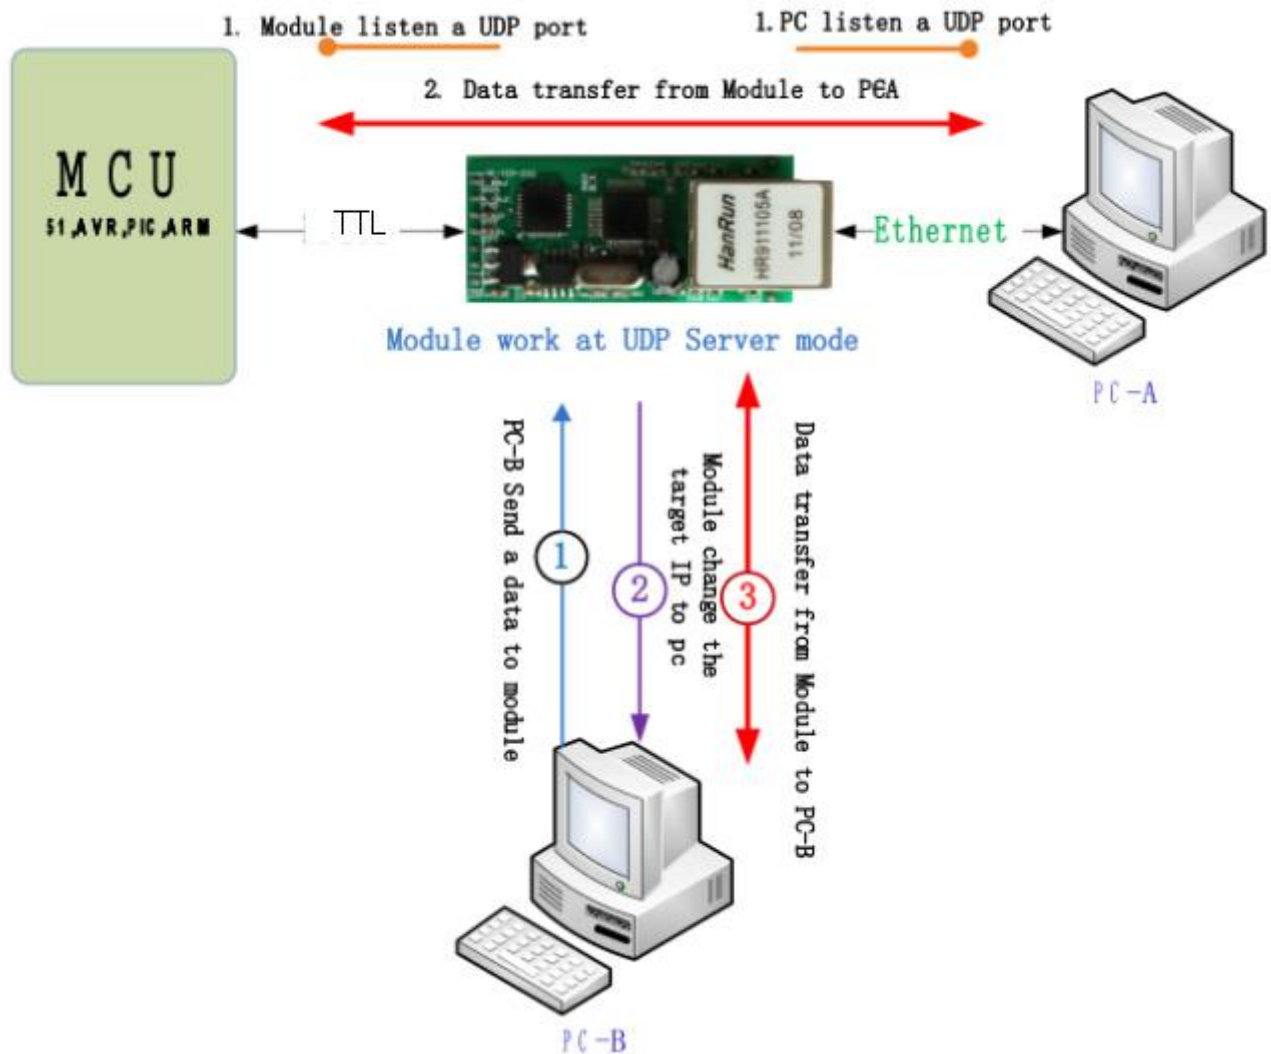 1. Module listen a UDP port
1. PC listen a UDP port
2. Data transfer from Module to PCA
MCU
51,AVR,PIC,ARM
TTL
HanRun
HR911105A
11/08
Ethernet
Module work at UDP Server mode
PC-A
PC-B Send a data to module
1
2
Module change the
target IP to pc
3
Data transfer from Module to PC-B
PC-B